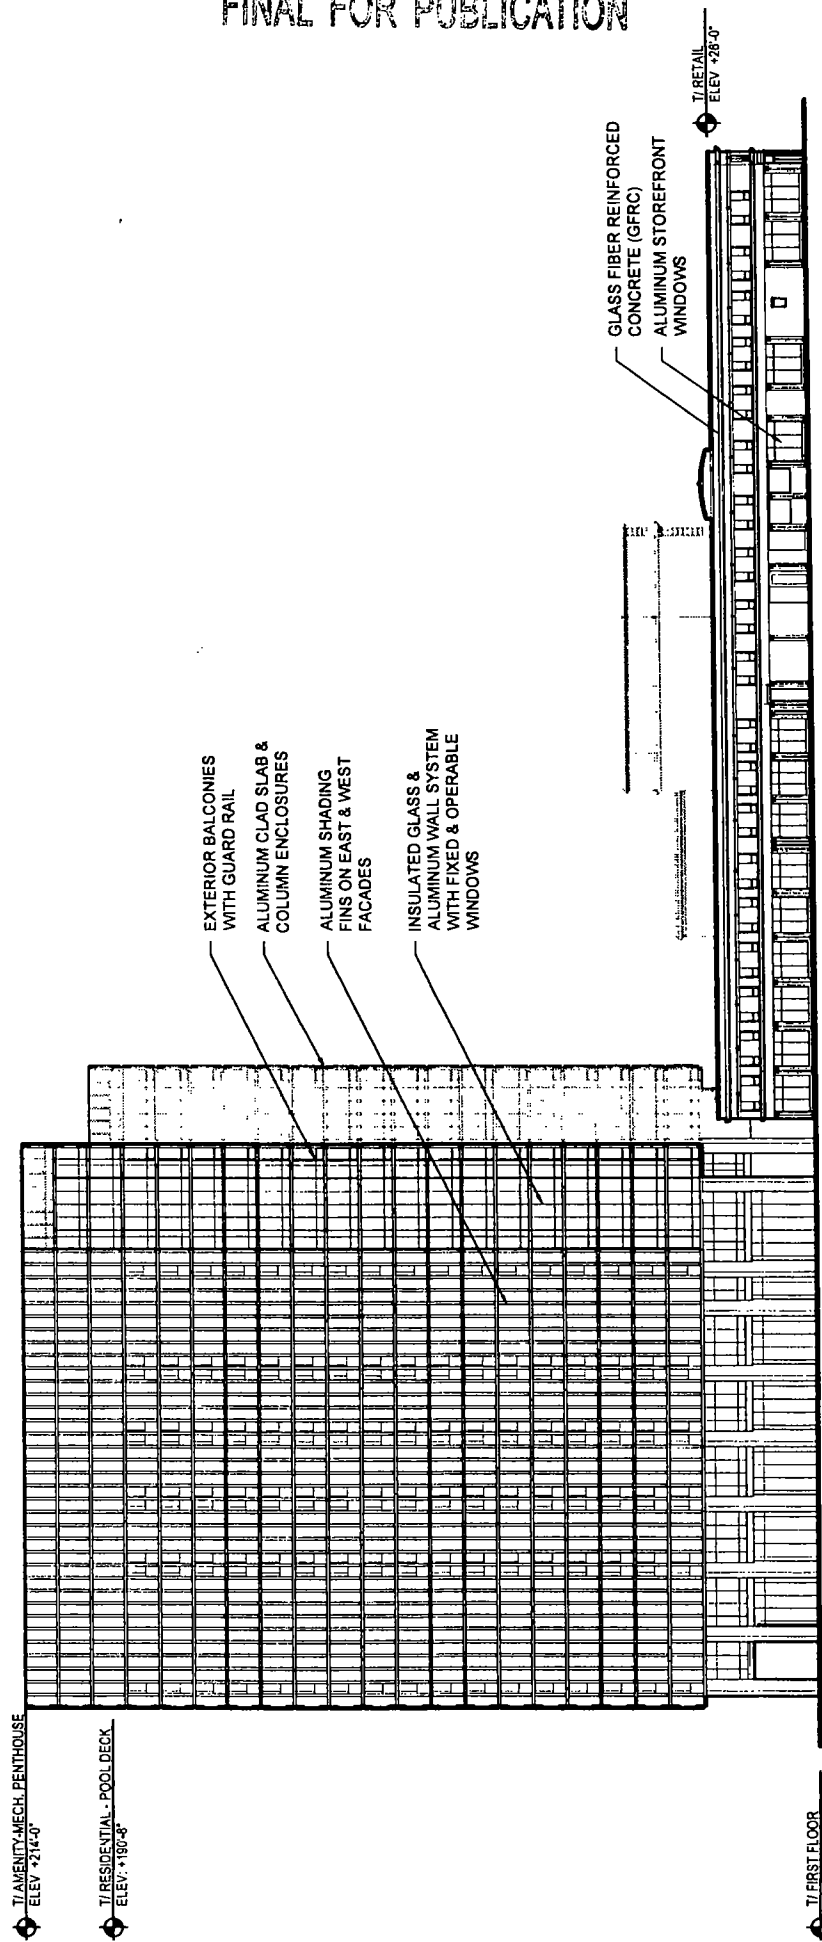 FINAL FOR PUBLICATION
T/ AMENITY-MECH. PENTHOUSE
ELEV +214'-0"
T/ RESIDENTIAL - POOL DECK
ELEV: +190'-8"
T/ FIRST FLOOR
EXTERIOR BALCONIES
WITH GUARD RAIL
ALUMINUM CLAD SLAB &
COLUMN ENCLOSURES
ALUMINUM SHADING
FINS ON EAST & WEST
FACADES
INSULATED GLASS &
ALUMINUM WALL SYSTEM
WITH FIXED & OPERABLE
WINDOWS
GLASS FIBER REINFORCED
CONCRETE (GFRC)
ALUMINUM STOREFRONT
WINDOWS
T/ RETAIL
ELEV +28'-0"